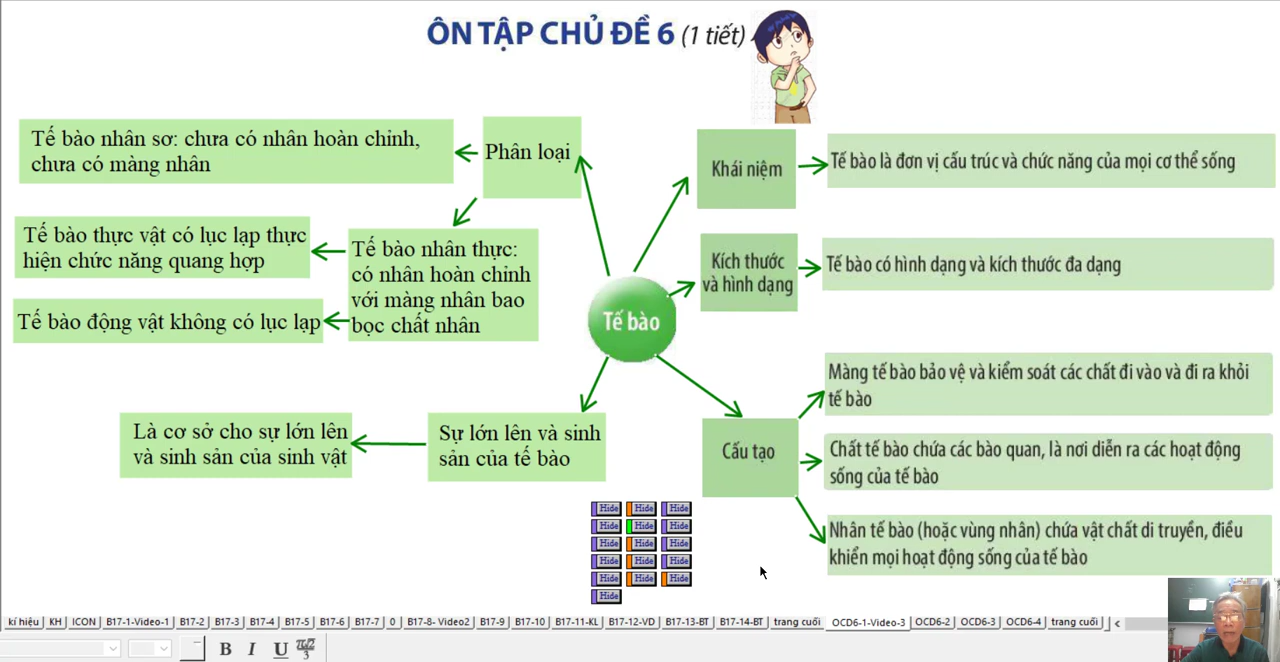 ÔN TẬP CHỦ ĐỀ 6 (1 tiết)
Tế bào nhân sơ: chưa có nhân hoàn chỉnh,
chưa có màng nhân
Phân loại
Tế bào thực vật có lục lạp thực
hiện chức năng quang hợp
Tế bào nhân thực:
có nhân hoàn chỉnh
với màng nhân bao
bọc chất nhân
Tế bào động vật không có lục lạp
Là cơ sở cho sự lớn lên
và sinh sản của sinh vật
Sự lớn lên và sinh
sản của tế bào
Tế bào
Khái niệm
Tế bào là đơn vị cấu trúc và chức năng của mọi cơ thể sống
Kích thước
và hình dạng
Tế bào có hình dạng và kích thước đa dạng
Cấu tạo
Màng tế bào bảo vệ và kiểm soát các chất đi vào và đi ra khỏi
tế bào
Chất tế bào chứa các bào quan, là nơi diễn ra các hoạt động
sống của tế bào
Nhân tế bào (hoặc vùng nhân) chứa vật chất di truyền, điều
khiển mọi hoạt động sống của tế bào
Hide Hide Hide
Hide Hide Hide
Hide Hide Hide
Hide Hide Hide
Hide Hide Hide
Hide
kí hiệu KH ICON B17-1-Video-1 B17-2 B17-3 B17-4 B17-5 B17-6 B17-7 0 B17-8- Video2 B17-9 B17-10 B17-11-KL B17-12-VD B17-13-BT B17-14-BT trang cuối OCD6-1-Video-3 OCD6-2 OCD6-3 OCD6-4 trang cuối
B I U